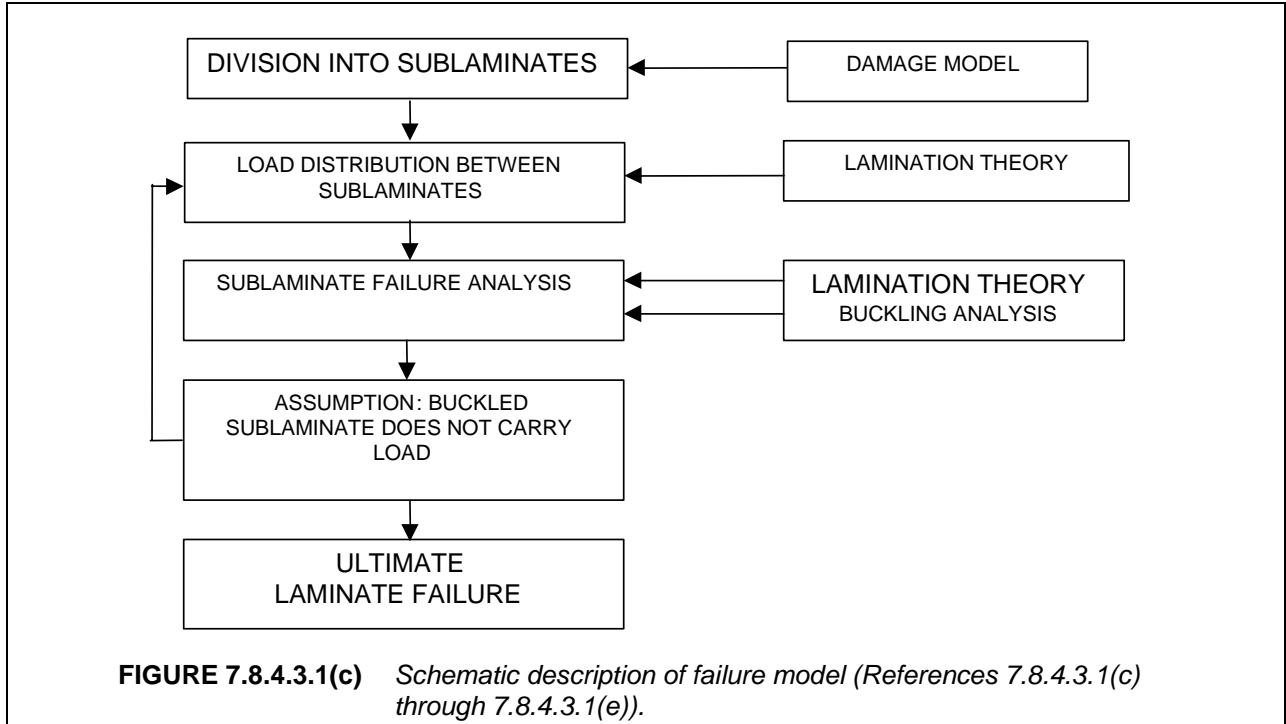 DIVISION INTO SUBLAMINATES
DAMAGE MODEL
LOAD DISTRIBUTION BETWEEN
SUBLAMINATES
LAMINATION THEORY
SUBLAMINATE FAILURE ANALYSIS
LAMINATION THEORY
BUCKLING ANALYSIS
ASSUMPTION: BUCKLED
SUBLAMINATE DOES NOT CARRY
LOAD
ULTIMATE
LAMINATE FAILURE
FIGURE 7.8.4.3.1(c) Schematic description of failure model (References 7.8.4.3.1(c)
through 7.8.4.3.1(e)).